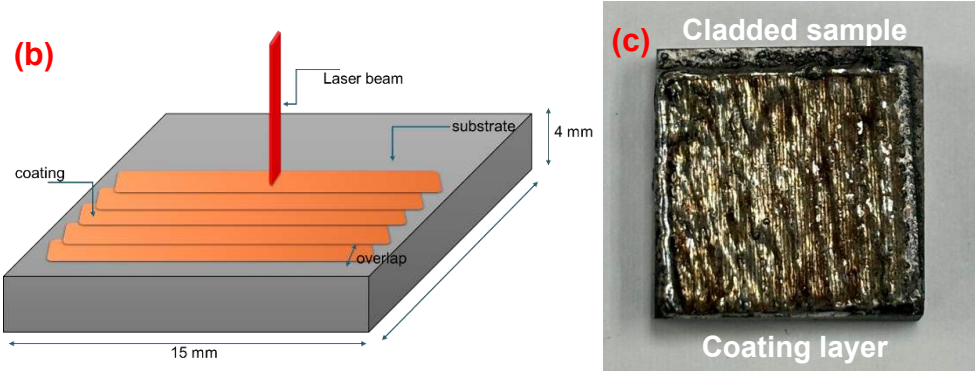 (b)
Laser beam
substrate
4 mm
coating
overlap
15 mm
(c)
Cladded sample
Coating layer